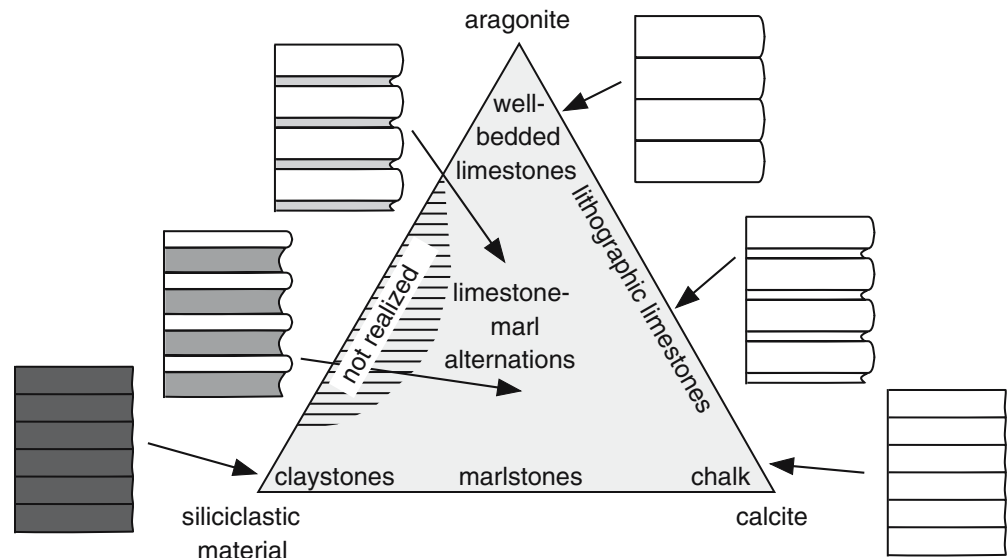 aragonite
well-
bedded
limestones
lithographic limestones
not realized
limestone-
marl
alternations
claystones
marlstones
chalk
siliciclastic
material
calcite